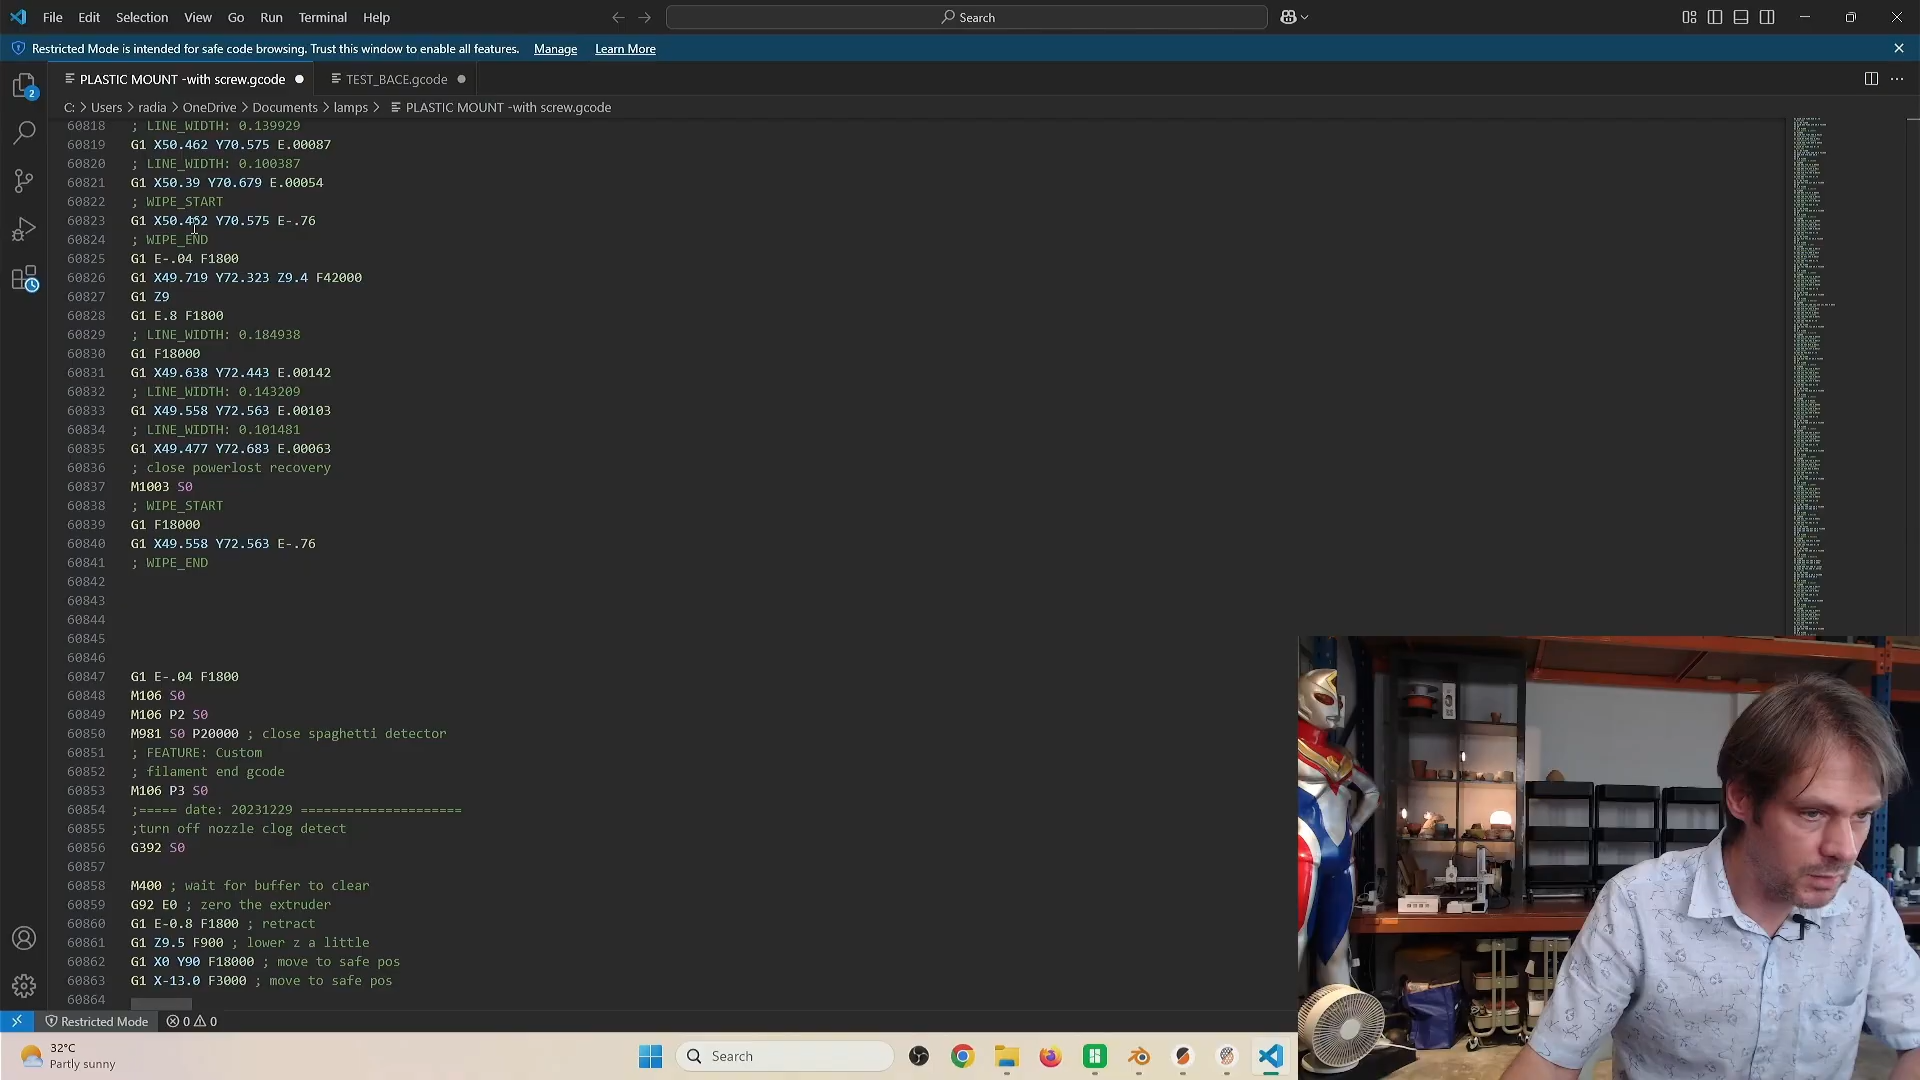 File Edit Selection View Go Run Terminal Help
Search
Restricted Mode is intended for safe code browsing. Trust this window to enable all features. Manage Learn More
PLASTIC MOUNT -with screw.gcode
TEST_BACE.gcode
C: > Users > radia > OneDrive > Documents > lamps > PLASTIC MOUNT -with screw.gcode
2
60818 ; LINE_WIDTH: 0.139929
60819 G1 X50.462 Y70.575 E.00087
60820 ; LINE_WIDTH: 0.100387
60821 G1 X50.39 Y70.679 E.00054
60822 ; WIPE_START
60823 G1 X50.462 Y70.575 E-.76
60824 ; WIPE_END
60825 G1 E-.04 F1800
60826 G1 X49.719 Y72.323 Z9.4 F42000
60827 G1 Z9
60828 G1 E.8 F1800
60829 ; LINE_WIDTH: 0.184938
60830 G1 F18000
60831 G1 X49.638 Y72.443 E.00142
60832 ; LINE_WIDTH: 0.143209
60833 G1 X49.558 Y72.563 E.00103
60834 ; LINE_WIDTH: 0.101481
60835 G1 X49.477 Y72.683 E.00063
60836 ; close powerlost recovery
60837 M1003 S0
60838 ; WIPE_START
60839 G1 F18000
60840 G1 X49.558 Y72.563 E-.76
60841 ; WIPE_END
60842
60843
60844
60845
60846
60847 G1 E-.04 F1800
60848 M106 S0
60849 M106 P2 S0
60850 M981 S0 P20000 ; close spaghetti detector
60851 ; FEATURE: Custom
60852 ; filament end gcode
60853 M106 P3 S0
60854 ;===== date: 20231229 =====================
60855 ;turn off nozzle clog detect
60856 G392 S0
60857
60858 M400 ; wait for buffer to clear
60859 G92 E0 ; zero the extruder
60860 G1 E-0.8 F1800 ; retract
60861 G1 Z9.5 F900 ; lower z a little
60862 G1 X0 Y90 F18000 ; move to safe pos
60863 G1 X-13.0 F3000 ; move to safe pos
60864
Restricted Mode 0 0
32°C
Partly sunny
Search